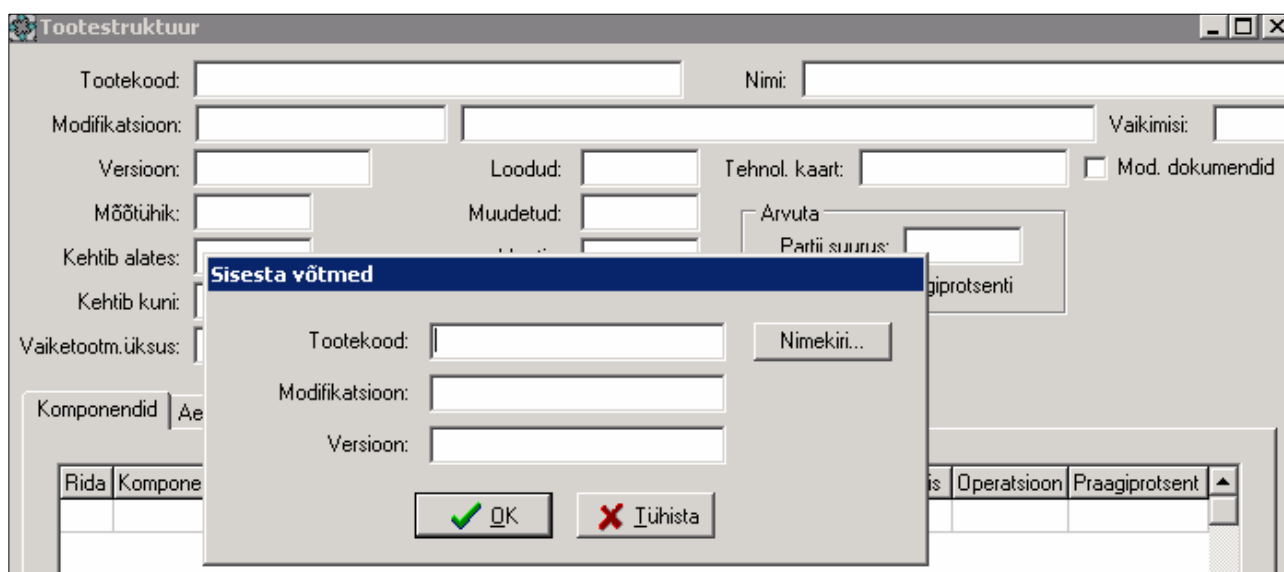 Tootestruktuur
Tootekood: Nimi:
Modifikatsioon: Vaikimisi:
Versioon: Loodud: Tehnol. kaart: Mod. dokumendid
Mõõtühik: Muudetud: Arvuta
Kehtib alates: Partii suurus:
Kehtib kuni: giprotsenti
Vaiketootm.üksus:
Sisesta võtmed
Tootekood: Nimekiri...
Modifikatsioon:
Versioon:
OK Tühista
Komponendid Ae
Rida Kompone is Operatsioon Praagiprotsent